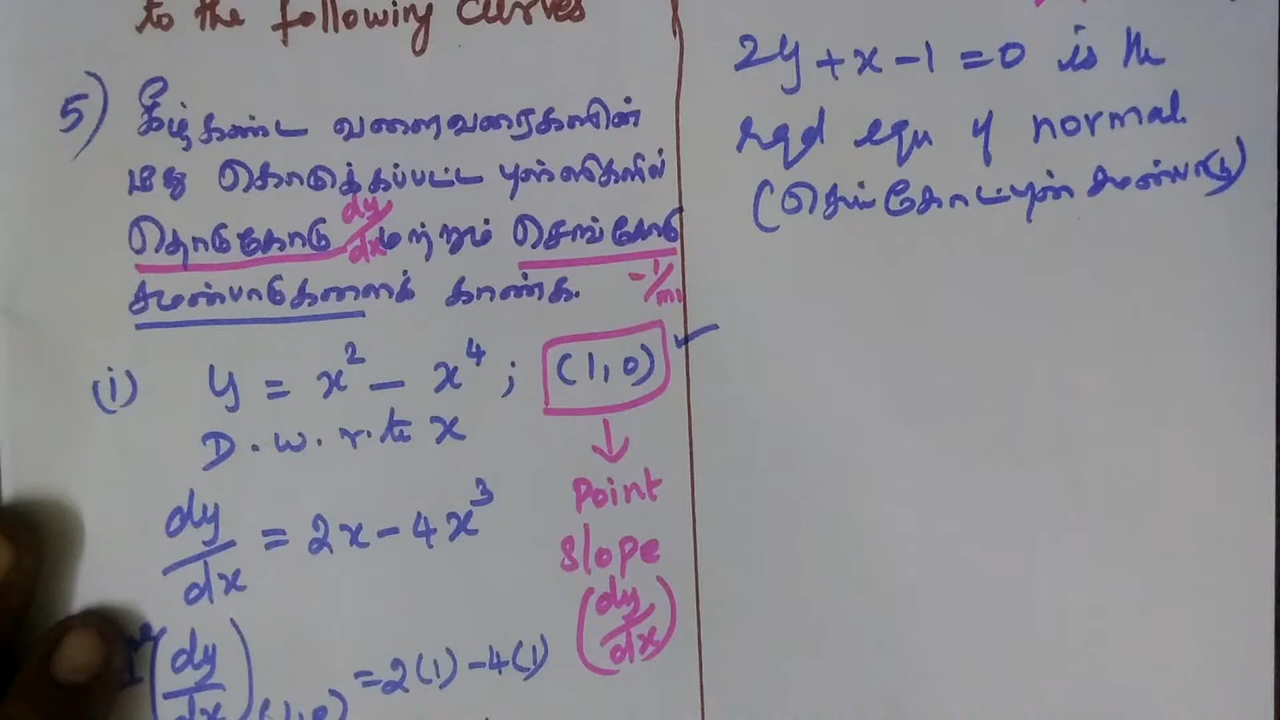 to the following curves
5) கீழ்கண்ட வளைவரைகளின்
மீது கொடுக்கப்பட்ட புள்ளிகளில்
தொடுகோடு dy/dx மற்றும் செங்கோடு
சமன்பாடுகளைக் காண்க. -1/m
(i) y = x² - x⁴ ; (1,0)
D.w.r.to x
Point
dy/dx = 2x - 4x³
Slope
(dy/dx)
(dy/dx)(1,0) = 2(1) - 4(1)
2y + x - 1 = 0 is the
rqd equ of normal.